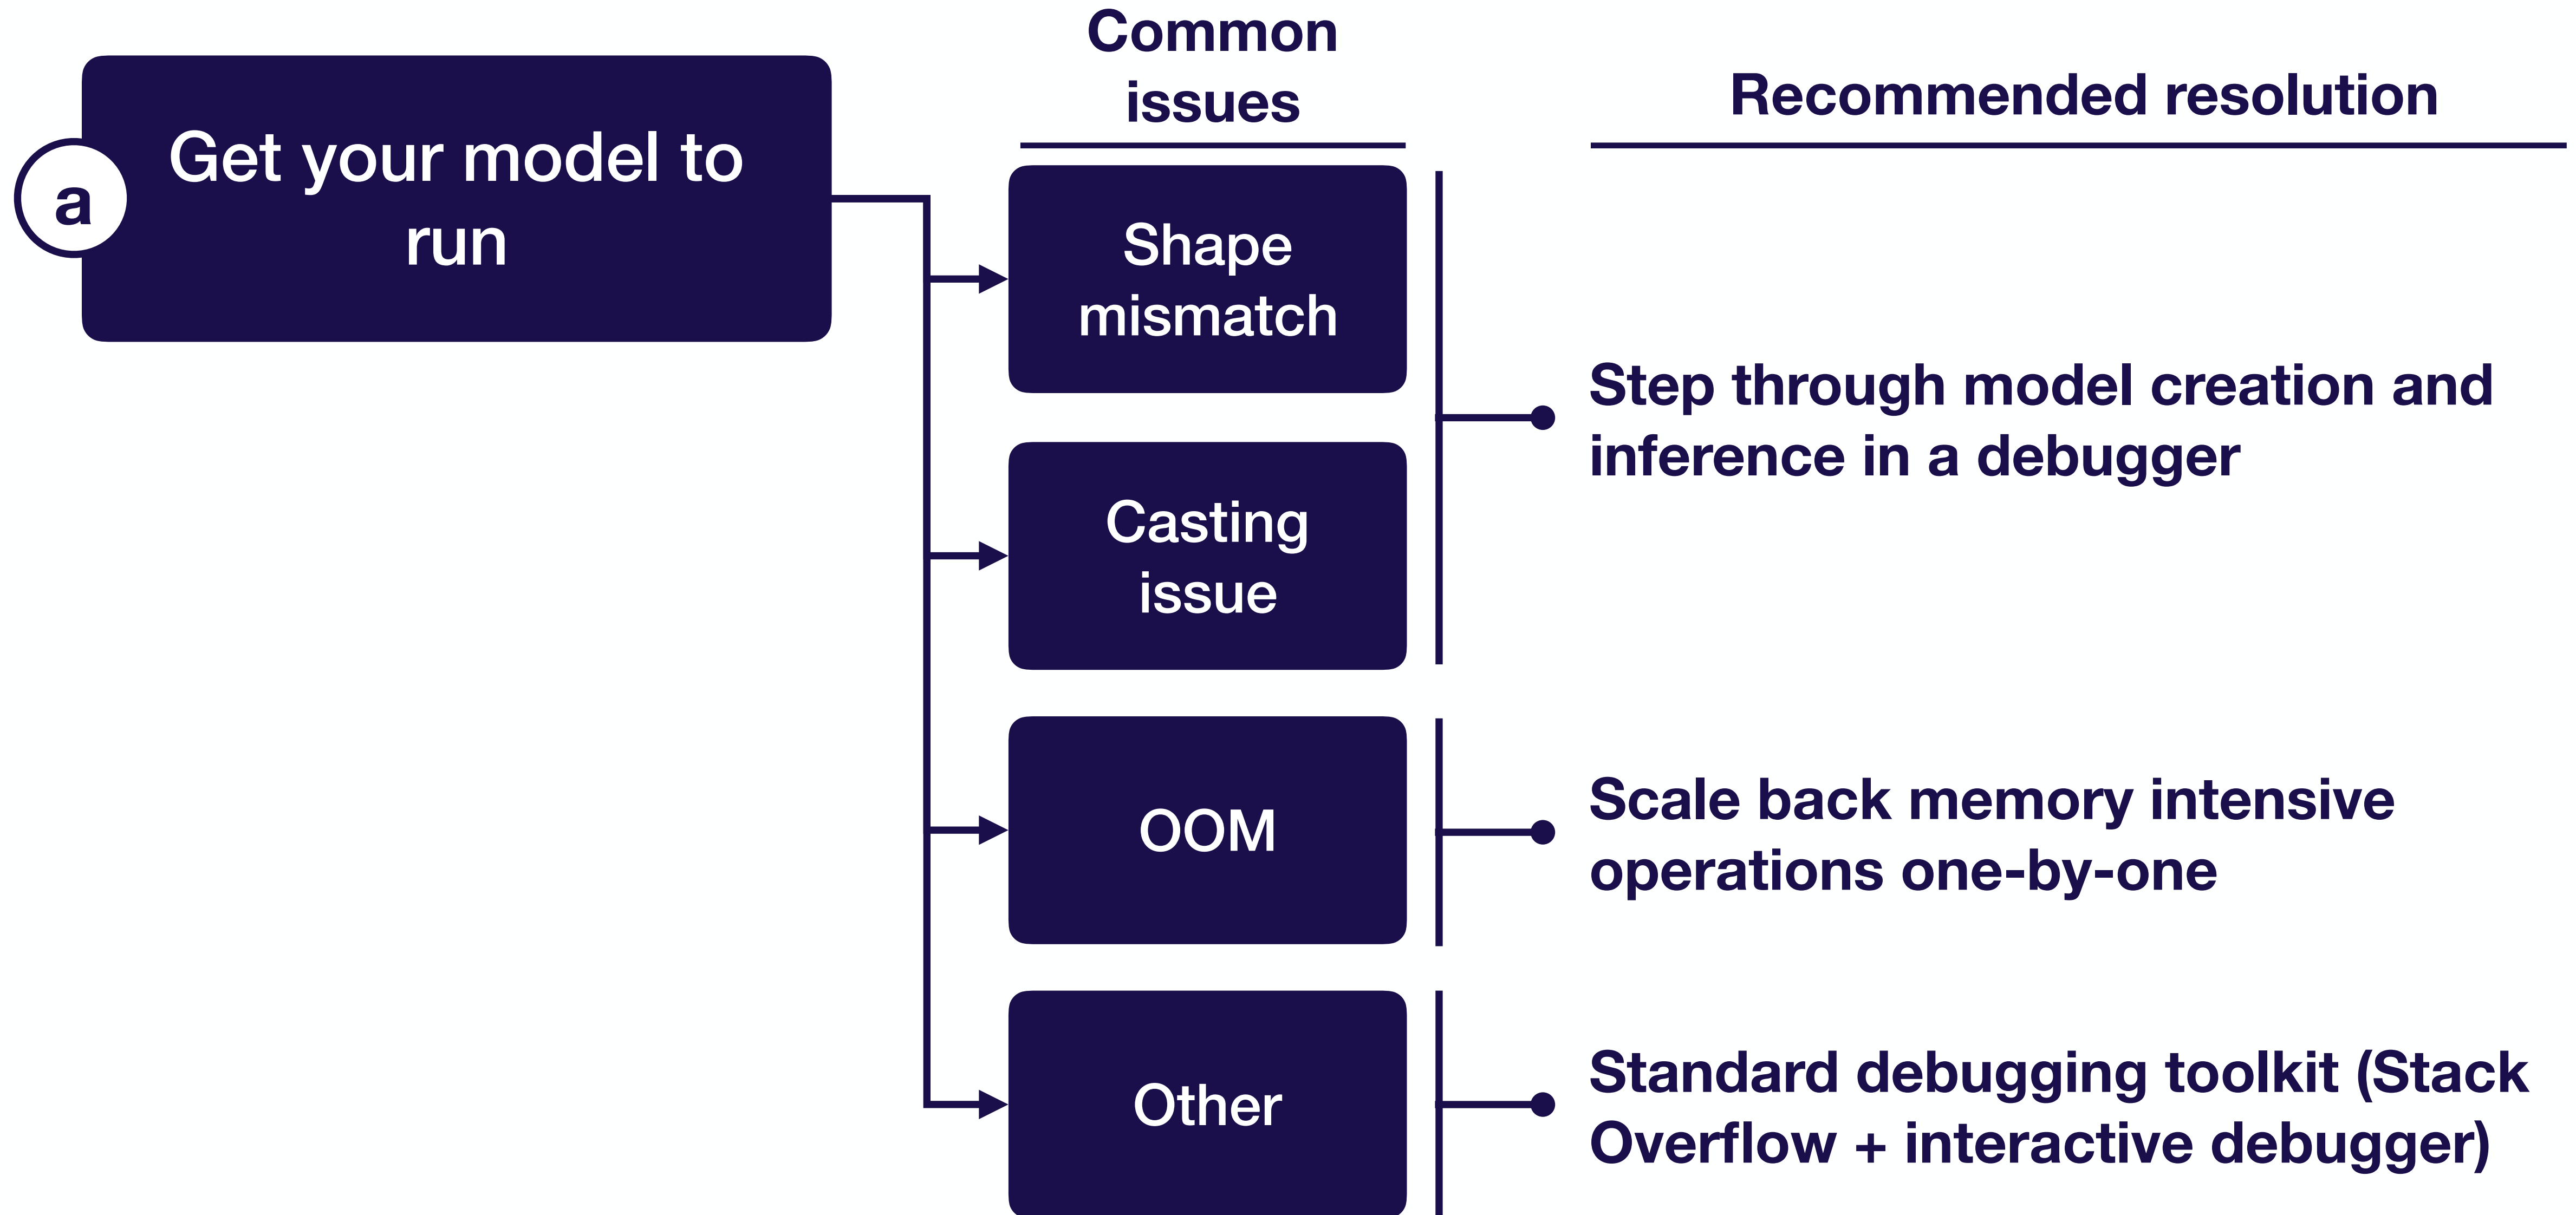 Common
issues
Recommended resolution
a
Get your model to
run
Shape
mismatch
Casting
issue
Step through model creation and
inference in a debugger
OOM
Scale back memory intensive
operations one-by-one
Other
Standard debugging toolkit (Stack
Overflow + interactive debugger)